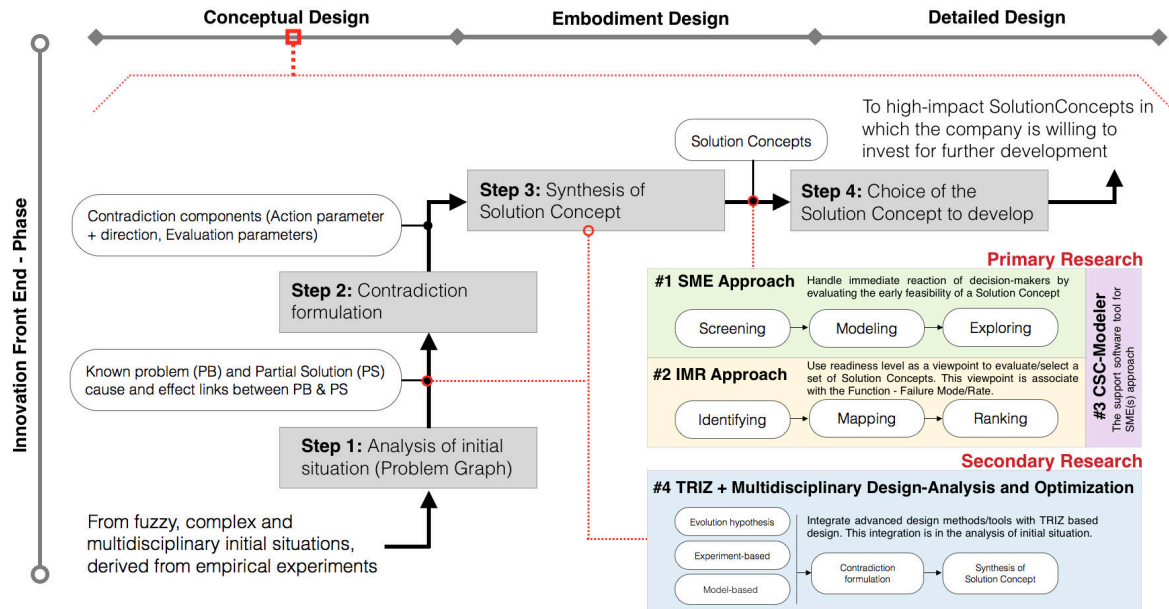 Conceptual Design
Embodiment Design
Detailed Design
Innovation Front End - Phase
To high-impact SolutionConcepts in
which the company is willing to
invest for further development
Solution Concepts
Step 3: Synthesis of
Solution Concept
Step 4: Choice of the
Solution Concept to develop
Contradiction components (Action parameter
+ direction, Evaluation parameters)
Step 2: Contradiction
formulation
Known problem (PB) and Partial Solution (PS)
cause and effect links between PB & PS
Step 1: Analysis of initial
situation (Problem Graph)
From fuzzy, complex and
multidisciplinary initial situations,
derived from empirical experiments
Primary Research
#1 SME Approach
Handle immediate reaction of decision-makers by
evaluating the early feasibility of a Solution Concept
Screening
Modeling
Exploring
#2 IMR Approach
Use readiness level as a viewpoint to evaluate/select a
set of Solution Concepts. This viewpoint is associate
with the Function - Failure Mode/Rate.
Identifying
Mapping
Ranking
#3 CSC-Modeler
The support software tool for
SME(s) approach
Secondary Research
#4 TRIZ + Multidisciplinary Design-Analysis and Optimization
Evolution hypothesis
Experiment-based
Model-based
Integrate advanced design methods/tools with TRIZ based
design. This integration is in the analysis of initial situation.
Contradiction
formulation
Synthesis of
Solution Concept